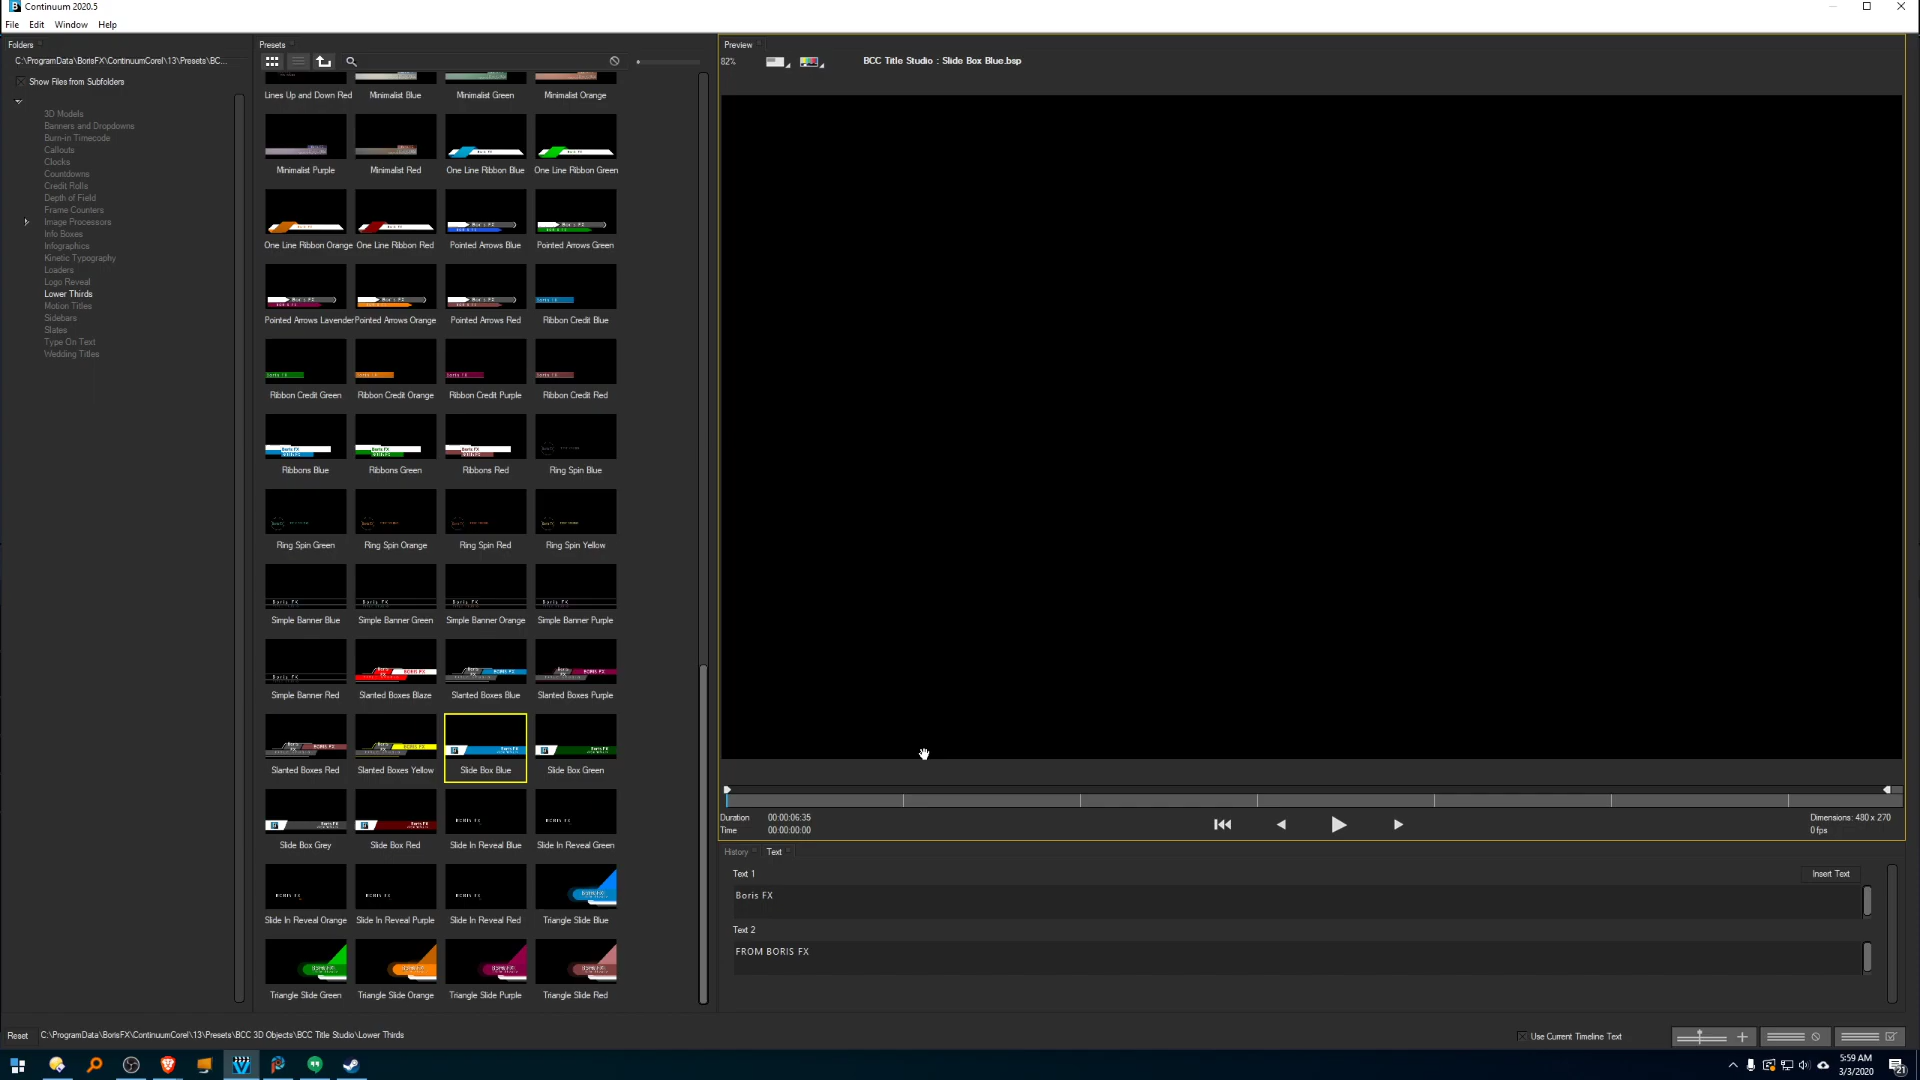 Continuum 2020.5
File Edit Window Help
Folders
Presets
Preview
C:\ProgramData\BorisFX\ContinuumCorel\13\Presets\BC...
82%
BCC Title Studio : Slide Box Blue.bsp
Show Files from Subfolders
3D Models
Banners and Dropdowns
Burn-in Timecode
Callouts
Clocks
Countdowns
Credit Rolls
Depth of Field
Frame Counters
Image Processors
Info Boxes
Infographics
Kinetic Typography
Loaders
Logo Reveal
Lower Thirds
Motion Titles
Sidebars
Slates
Type On Text
Wedding Titles
Lines Up and Down Red Minimalist Blue Minimalist Green Minimalist Orange
Minimalist Purple Minimalist Red One Line Ribbon Blue One Line Ribbon Green
One Line Ribbon Orange One Line Ribbon Red Pointed Arrows Blue Pointed Arrows Green
Pointed Arrows Lavender Pointed Arrows Orange Pointed Arrows Red Ribbon Credit Blue
Ribbon Credit Green Ribbon Credit Orange Ribbon Credit Purple Ribbon Credit Red
Ribbons Blue Ribbons Green Ribbons Red Ring Spin Blue
Ring Spin Green Ring Spin Orange Ring Spin Red Ring Spin Yellow
Simple Banner Blue Simple Banner Green Simple Banner Orange Simple Banner Purple
Simple Banner Red Slanted Boxes Blaze Slanted Boxes Blue Slanted Boxes Purple
Slanted Boxes Red Slanted Boxes Yellow Slide Box Blue Slide Box Green
Slide Box Grey Slide Box Red Slide In Reveal Blue Slide In Reveal Green
Slide In Reveal Orange Slide In Reveal Purple Slide In Reveal Red Triangle Slide Blue
Triangle Slide Green Triangle Slide Orange Triangle Slide Purple Triangle Slide Red
Duration 00:00:06:35
Time 00:00:00:00
Dimensions: 480 x 270
0 fps
History Text
Text 1
Insert Text
Boris FX
Text 2
FROM BORIS FX
Reset C:\ProgramData\BorisFX\ContinuumCorel\13\Presets\BCC 3D Objects\BCC Title Studio\Lower Thirds
Use Current Timeline Text
5:59 AM
3/3/2020
21